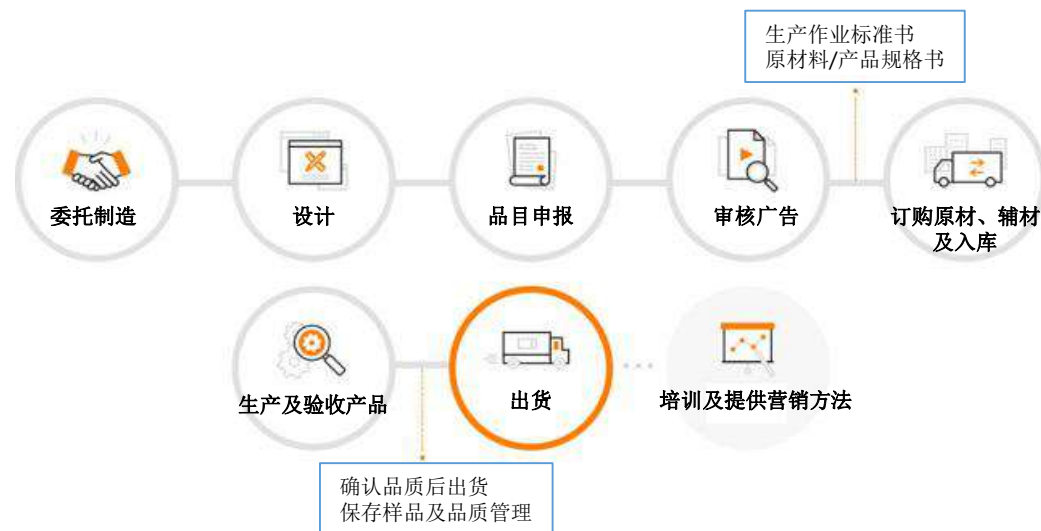 生产作业标准书
原材料/产品规格书
委托制造
设计
品目申报
审核广告
订购原材、辅材
及入库
生产及验收产品
出货
培训及提供营销方法
确认品质后出货
保存样品及品质管理